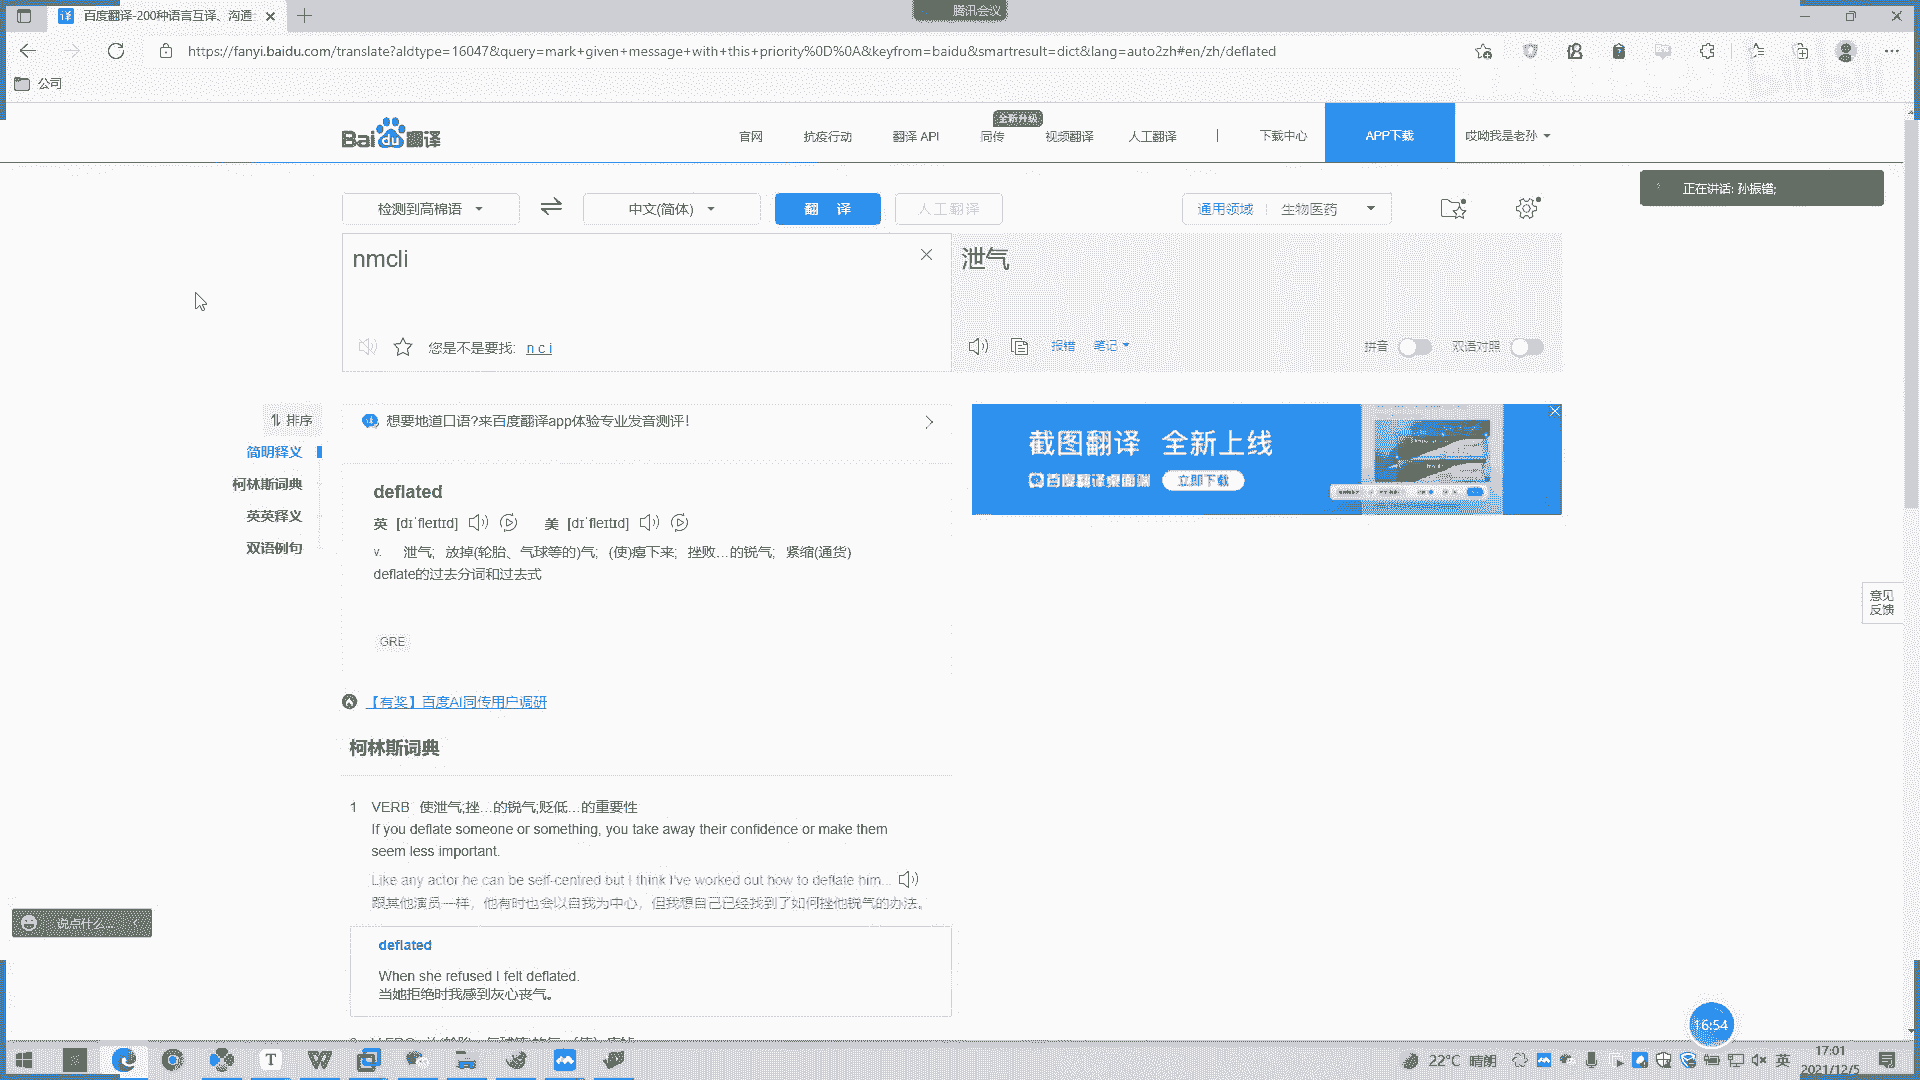 腾讯会议
百度翻译-200种语言互译、沟通
https://fanyi.baidu.com/translate?aldtype=16047&query=mark+given+message+with+this+priority%0D%0A&keyfrom=baidu&smartresult=dict&lang=auto2zh#en/zh/deflated
公司
bilibili
Bai du 翻译
官网
抗疫行动
翻译 API
同传
全新升级
视频翻译
人工翻译
下载中心
APP下载
哎呦我是老孙
正在讲话: 孙振锴;
检测到高棉语
中文(简体)
翻 译
人工翻译
通用领域
生物医药
nmcli
泄气
您是不是要找: n c i
报错
笔记
拼音
双语对照
排序
简明释义
柯林斯词典
英英释义
双语例句
想要地道口语?来百度翻译app体验专业发音测评!
截图翻译 全新上线
百度翻译桌面端 立即下载
deflated
英 [dɪˈfleɪtɪd] 美 [dɪˈfleɪtɪd]
v. 泄气; 放掉(轮胎、气球等的)气; (使)瘪下来; 挫败…的锐气; 紧缩(通货)
deflate的过去分词和过去式
GRE
意见
反馈
【有奖】百度AI同传用户调研
柯林斯词典
1 VERB 使泄气;挫…的锐气;贬低…的重要性
If you deflate someone or something, you take away their confidence or make them
seem less important.
Like any actor he can be self-centred but I think I've worked out how to deflate him...
跟其他演员一样，他有时也会以自我为中心，但我想自己已经找到了如何挫他锐气的办法。
说点什么...
deflated
When she refused I felt deflated.
当她拒绝时我感到灰心丧气。
16:54
22°C 晴朗
英
17:01
2021/12/5